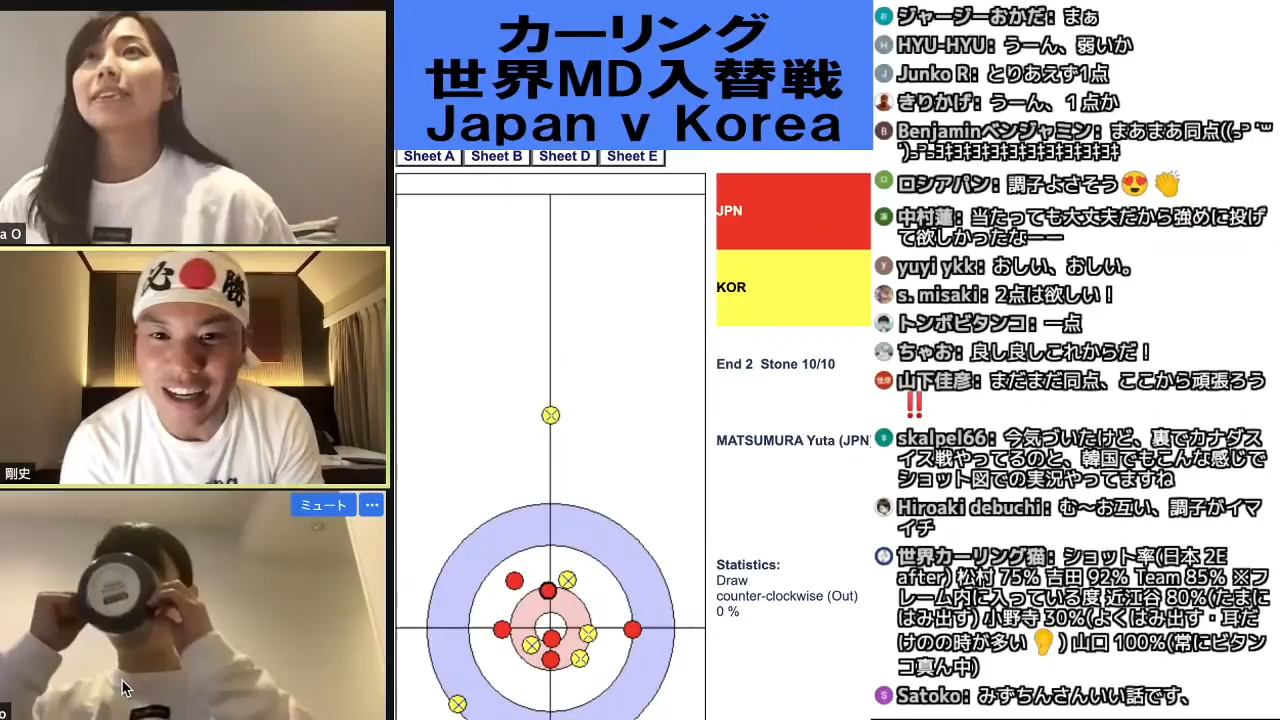 a O
必
勝
剛史
ミュート
o
カーリング
世界MD入替戦
Japan v Korea
Sheet A
Sheet B
Sheet D
Sheet E
JPN
KOR
End 2 Stone 10/10
MATSUMURA Yuta (JPN
Statistics:
Draw
counter-clockwise (Out)
0 %
ジャージーおかだ: まぁ
HYU-HYU: うーん、弱いか
Junko R: とりあえず1点
きりかげ: うーん、１点か
Benjaminベンジャミン: まあまあ同点
ロシアパン: 調子よさそう😍 👏
中村蓮: 当たっても大丈夫だから強めに投げ
て欲しかったなーー
yuyi ykk: おしい、おしい。
s. misaki: 2点は欲しい！
トンボビタンコ: 一点
ちゃお: 良し良しこれからだ！
佳彦
山下佳彦: まだまだ同点、ここから頑張ろう
‼️
skalpel66: 今気づいたけど、裏でカナダス
イス戦やってるのと、韓国でもこんな感じで
ショット図での実況やってますね
Hiroaki debuchi: む〜お互い、調子がイマ
イチ
世界カーリング猫: ショット率(日本 2E
after) 松村 75% 吉田 92% Team 85% ※フ
レーム内に入っている度 近江谷 80%(たまに
はみ出す) 小野寺 30%(よくはみ出す・耳だ
けのの時が多い 👂) 山口 100%(常にビタン
コ真ん中)
Satoko: みずちんさんいい話です、